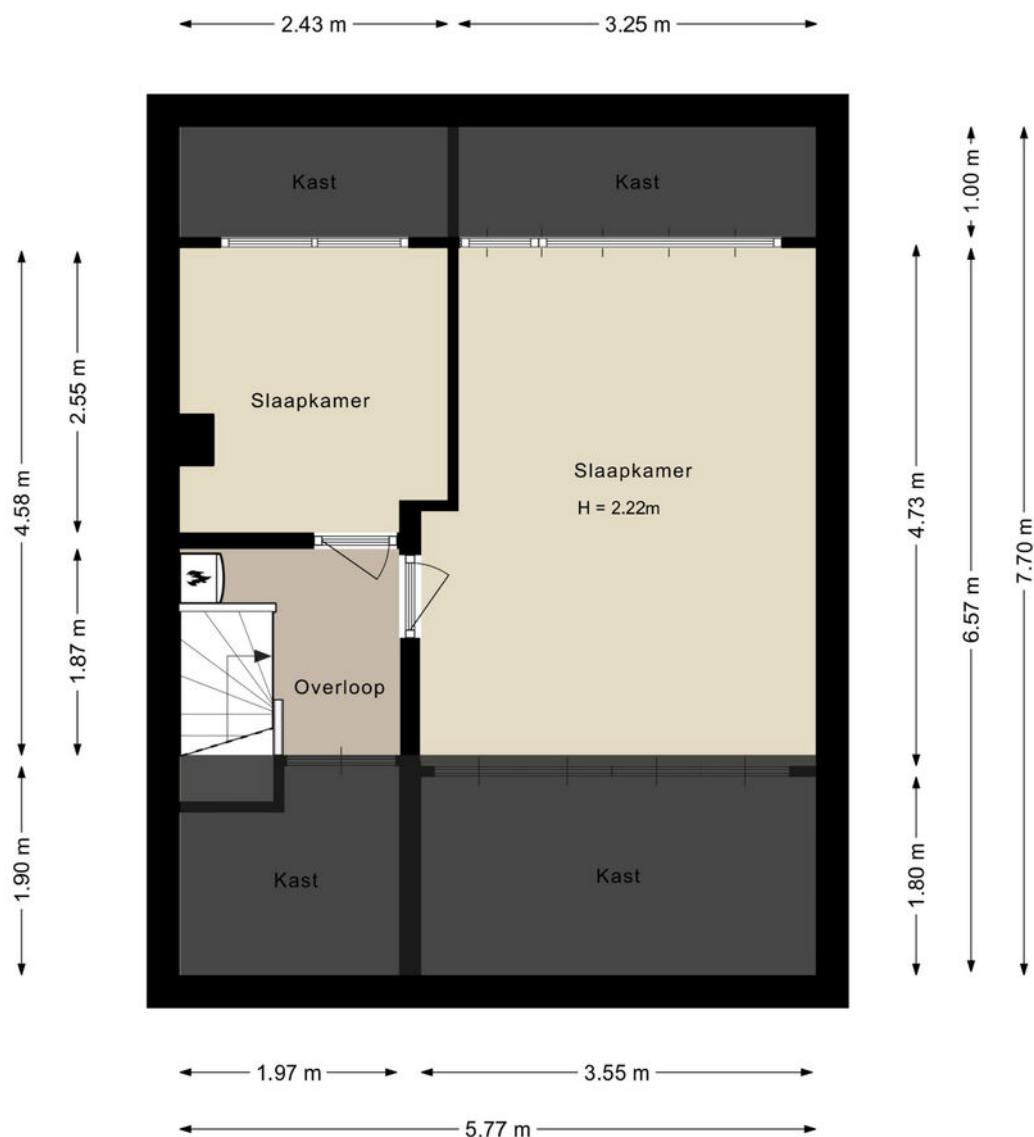 2.43 m
3.25 m
Kast
Kast
1.00 m
7.70 m
2.55 m
4.58 m
Slaapkamer
Slaapkamer
H = 2.22m
4.73 m
6.57 m
1.87 m
Overloop
1.90 m
Kast
Kast
1.80 m
1.97 m
3.55 m
5.77 m